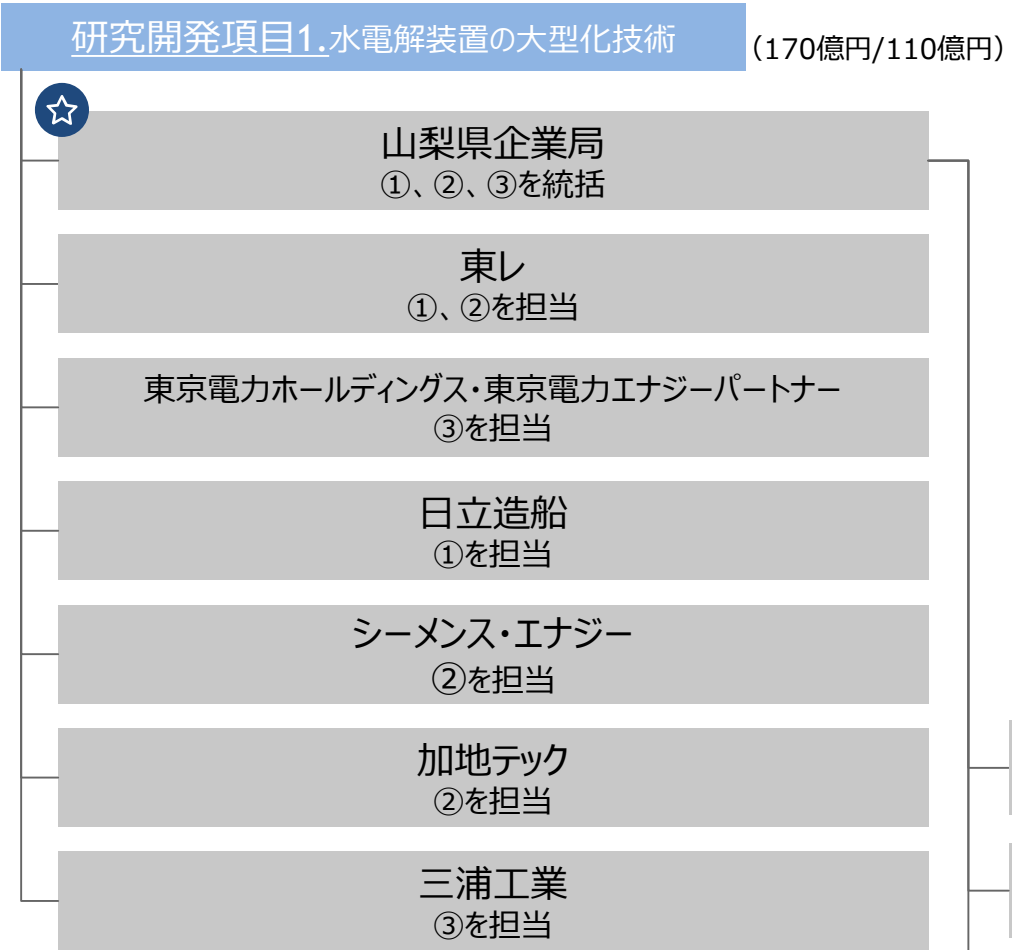 研究開発項目1.水電解装置の大型化技術
（170億円/110億円）
山梨県企業局
①、②、③を統括
東レ
①、②を担当
東京電力ホールディングス・東京電力エナジーパートナー
③を担当
日立造船
①を担当
シーメンス・エナジー
②を担当
加地テック
②を担当
三浦工業
③を担当